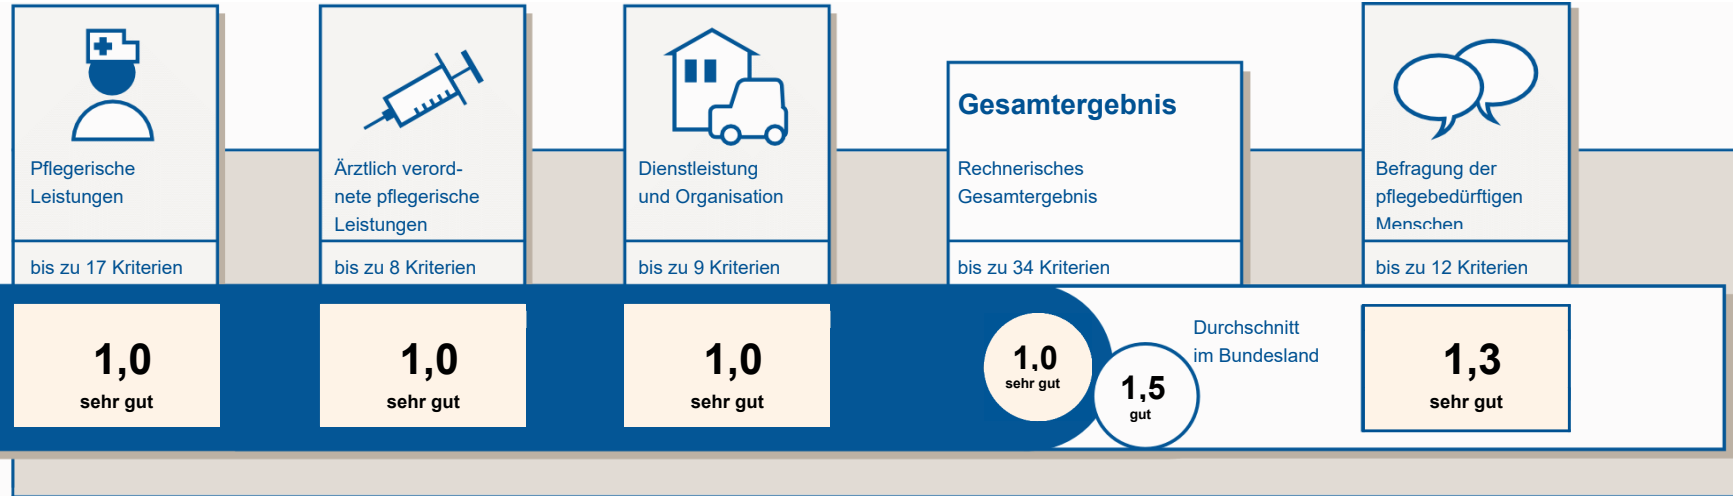 Pflegerische
Leistungen
bis zu 17 Kriterien
1,0
sehr gut
Ärztlich verord-
nete pflegerische
Leistungen
bis zu 8 Kriterien
1,0
sehr gut
Dienstleistung
und Organisation
bis zu 9 Kriterien
1,0
sehr gut
Gesamtergebnis
Rechnerisches
Gesamtergebnis
bis zu 34 Kriterien
1,0
sehr gut
1,5
gut
Durchschnitt
im Bundesland
Befragung der
pflegebedürftigen
Menschen
bis zu 12 Kriterien
1,3
sehr gut